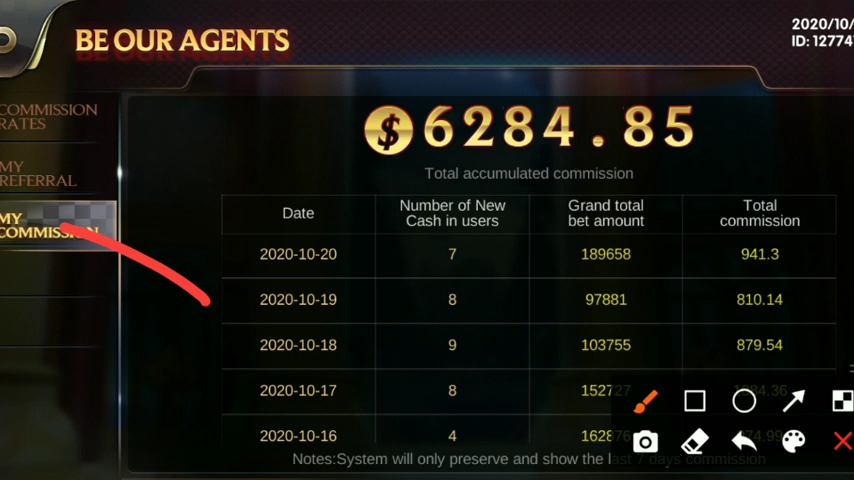 BE OUR AGENTS
2020/10/
ID: 12774
COMMISSION
RATES
MY
REFERRAL
MY
COMMISSION
$6284.85
Total accumulated commission
Date Number of New Cash in users Grand total bet amount Total commission
2020-10-20 7 189658 941.3
2020-10-19 8 97881 810.14
2020-10-18 9 103755 879.54
2020-10-17 8 152727
2020-10-16 4
Notes:System will only preserve and show the last 7 days commission